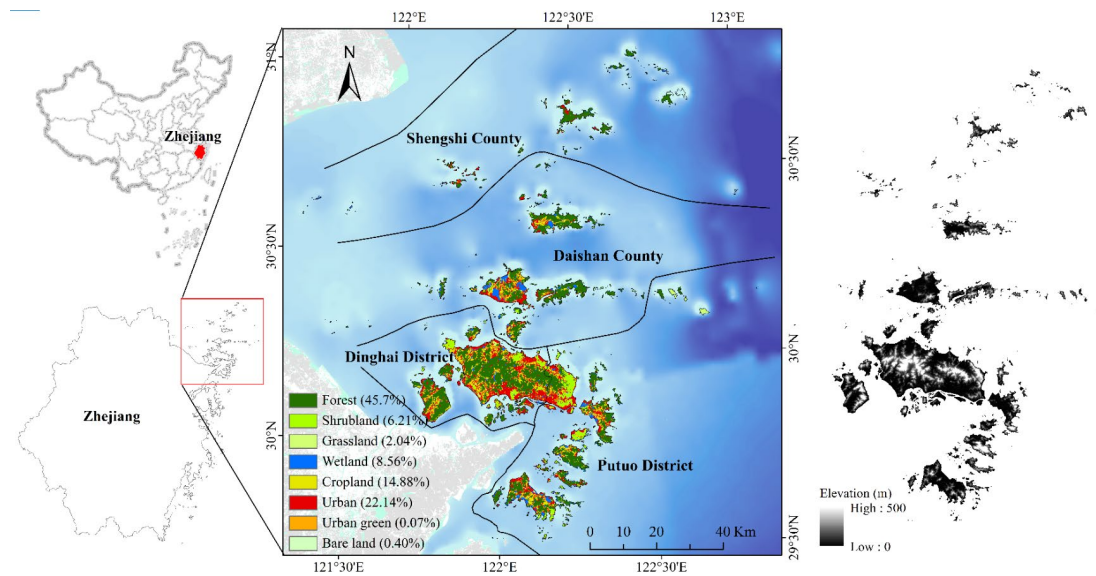 122°E
122°30'E
123°E
31°N
N
Zhejiang
Shengshi County
30°30'N
30°30'N
Daishan County
Zhejiang
Dinghai District
30°N
30°N
Forest (45.7%)
Shrubland (6.21%)
Grassland (2.04%)
Wetland (8.56%)
Cropland (14.88%)
Urban (22.14%)
Urban green (0.07%)
Bare land (0.40%)
Putuo District
0 10 20 40 Km
29°30'N
121°30'E
122°E
122°30'E
Elevation (m)
High : 500
Low : 0